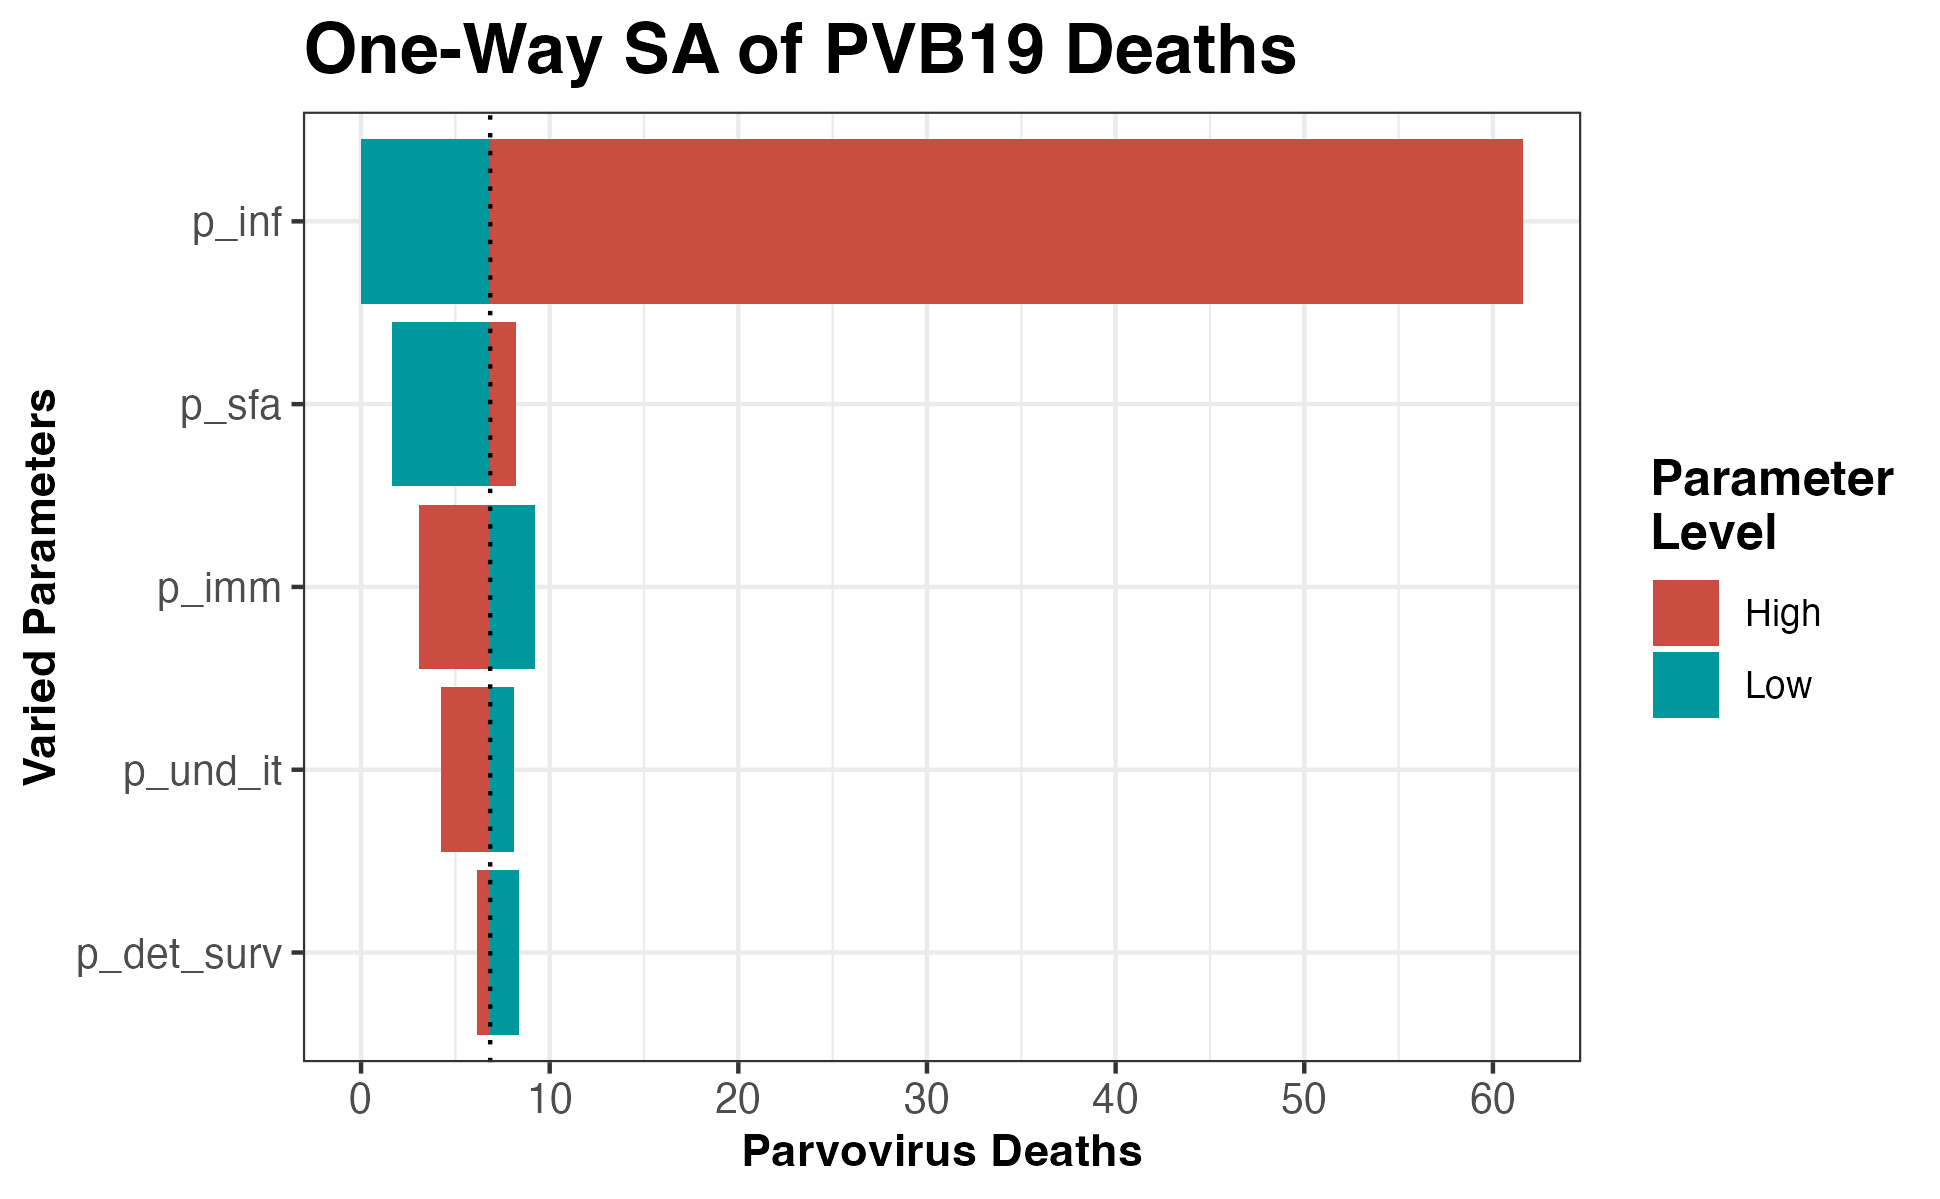 One-Way SA of PVB19 Deaths
Varied Parameters
p_inf
p_sfa
p_imm
p_und_it
p_det_surv
0 10 20 30 40 50 60
Parvovirus Deaths
Parameter
Level
High
Low